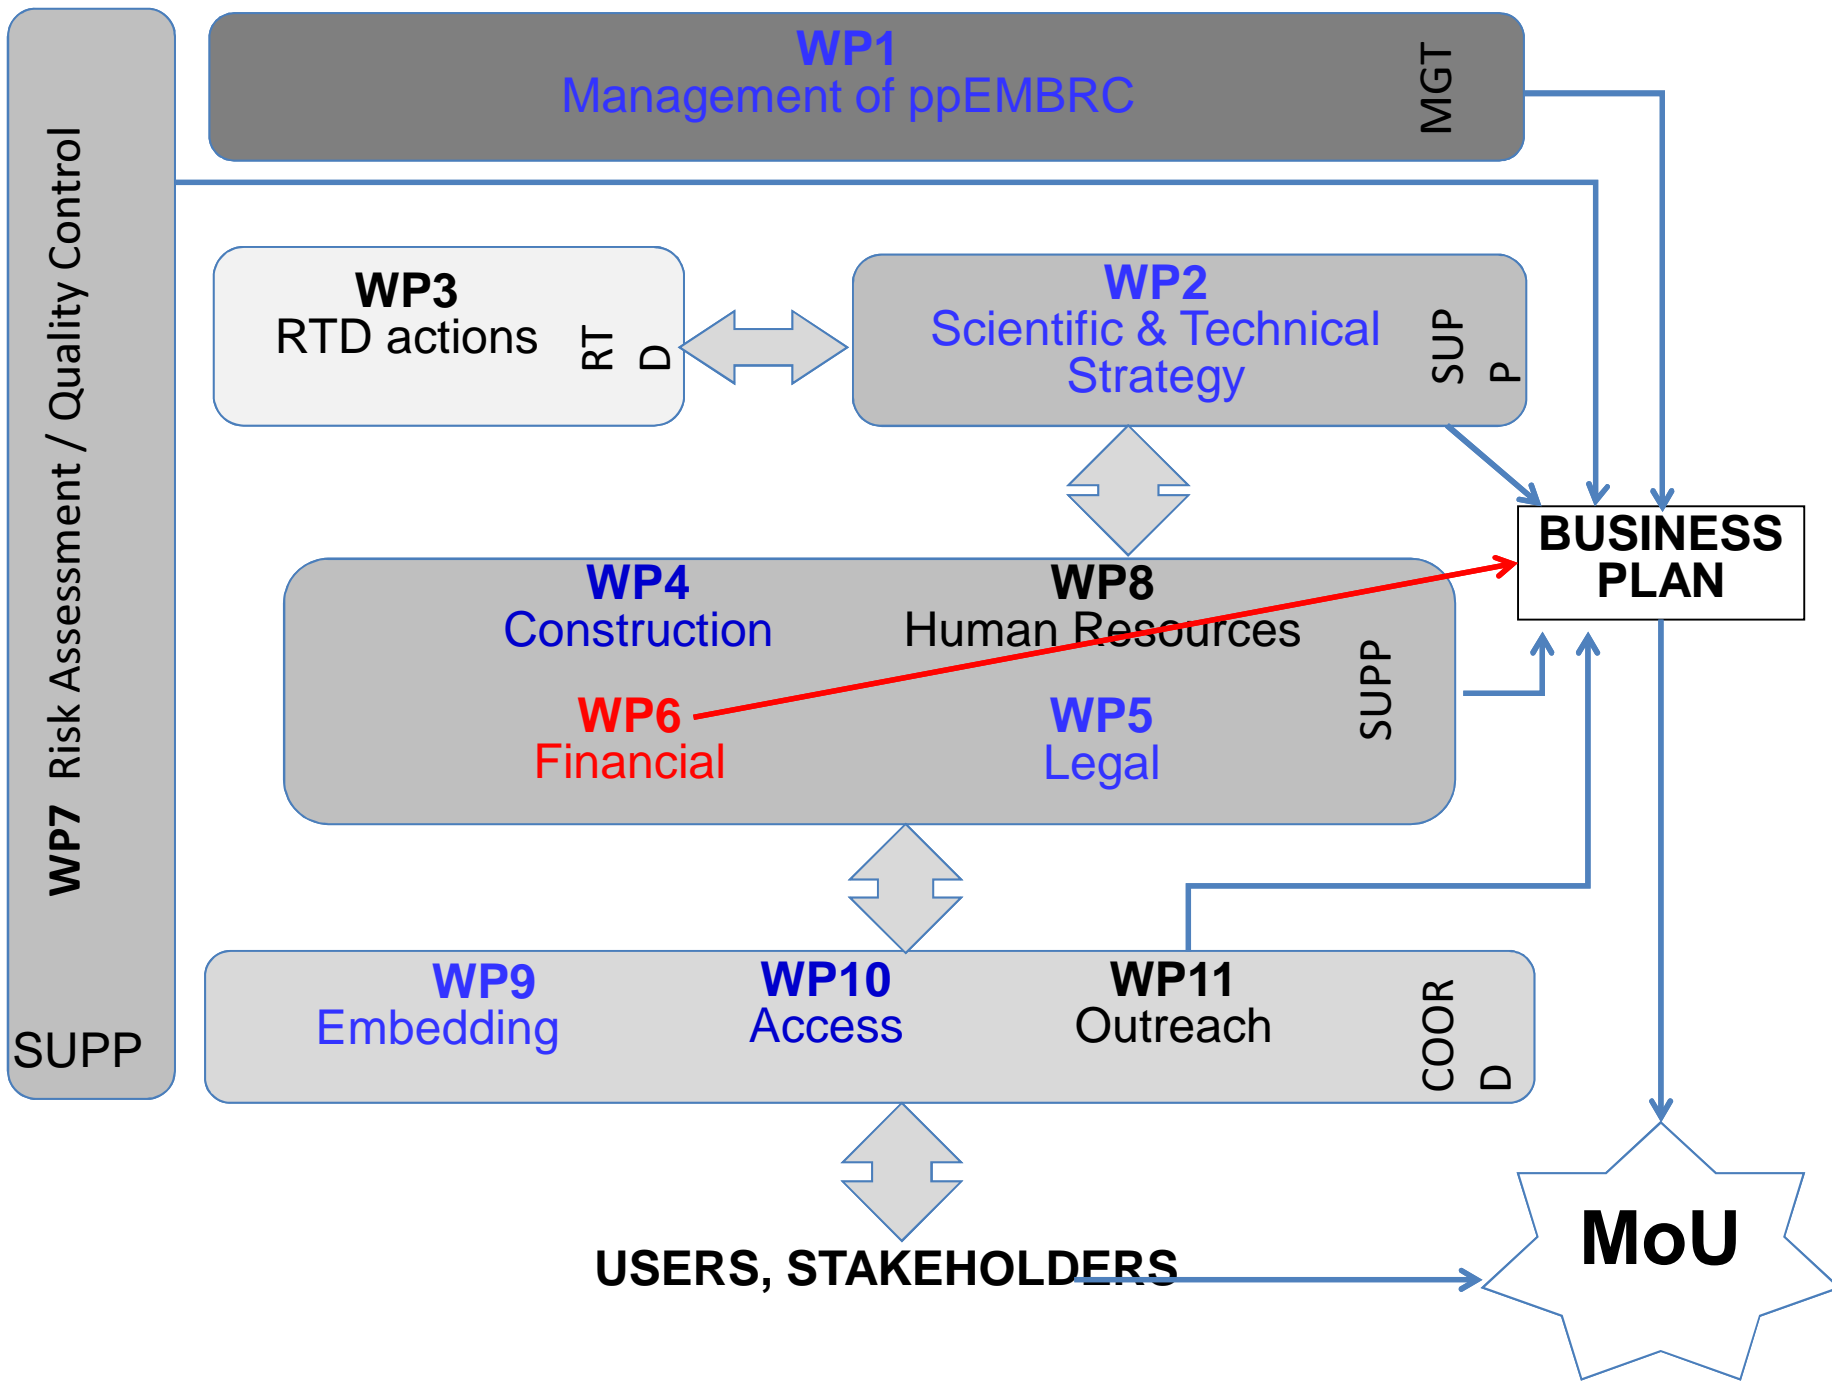 WP1
Management of ppEMBRC
MGT
WP7 Risk Assessment / Quality Control
SUPP
WP3
RTD actions
RT
D
WP2
Scientific & Technical
Strategy
SUP
P
BUSINESS
PLAN
WP4
Construction
WP8
Human Resources
WP6
Financial
WP5
Legal
SUPP
WP9
Embedding
WP10
Access
WP11
Outreach
COOR
D
USERS, STAKEHOLDERS
MoU